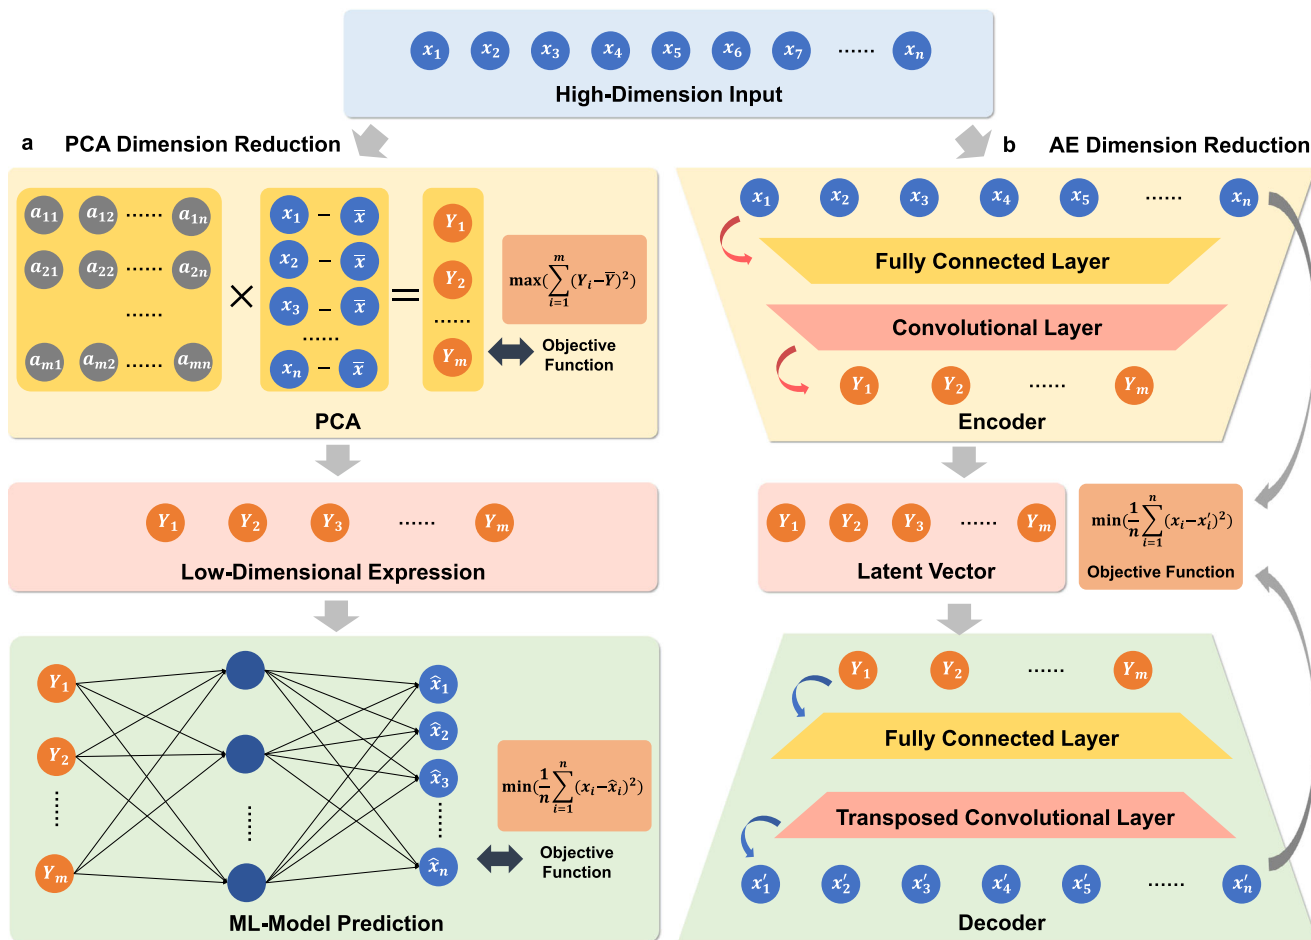 x₁ x₂ x₃ x₄ x₅ x₆ x₇ ...... xₙ
High-Dimension Input
a PCA Dimension Reduction
a₁₁ a₁₂ ...... a₁ₙ
a₂₁ a₂₂ ...... a₂ₙ
......
aₘ₁ aₘ₂ ...... aₘₙ
×
x₁ – x̄
x₂ – x̄
x₃ – x̄
......
xₙ – x̄
=
Y₁
Y₂
......
Yₘ
max(∑ᵢ₌₁ᵐ(Yᵢ–Ȳ)²)
Objective
Function
PCA
Y₁ Y₂ Y₃ ...... Yₘ
Low-Dimensional Expression
Y₁
Y₂
......
Yₘ
......
x̂₁
x̂₂
x̂₃
......
x̂ₙ
min(1/n ∑ᵢ₌₁ⁿ(xᵢ–x̂ᵢ)²)
Objective
Function
ML-Model Prediction
b AE Dimension Reduction
x₁ x₂ x₃ x₄ x₅ ...... xₙ
Fully Connected Layer
Convolutional Layer
Y₁ Y₂ ...... Yₘ
Encoder
Y₁ Y₂ Y₃ ...... Yₘ
Latent Vector
min(1/n ∑ᵢ₌₁ⁿ(xᵢ–x′ᵢ)²)
Objective Function
Y₁ Y₂ ...... Yₘ
Fully Connected Layer
Transposed Convolutional Layer
x′₁ x′₂ x′₃ x′₄ x′₅ ...... x′ₙ
Decoder